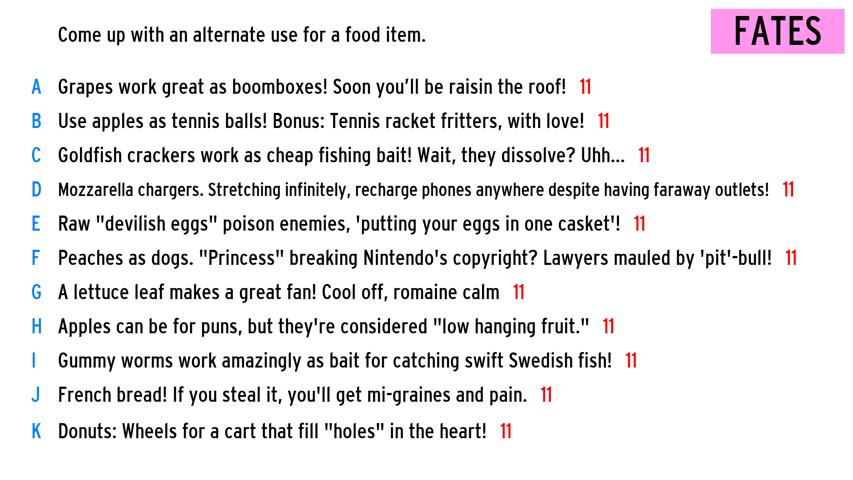 Come up with an alternate use for a food item.
FATES
A Grapes work great as boomboxes! Soon you’ll be raisin the roof! 11
B Use apples as tennis balls! Bonus: Tennis racket fritters, with love! 11
C Goldfish crackers work as cheap fishing bait! Wait, they dissolve? Uhh... 11
D Mozzarella chargers. Stretching infinitely, recharge phones anywhere despite having faraway outlets! 11
E Raw "devilish eggs" poison enemies, 'putting your eggs in one casket'! 11
F Peaches as dogs. "Princess" breaking Nintendo's copyright? Lawyers mauled by 'pit'-bull! 11
G A lettuce leaf makes a great fan! Cool off, romaine calm 11
H Apples can be for puns, but they're considered "low hanging fruit." 11
I Gummy worms work amazingly as bait for catching swift Swedish fish! 11
J French bread! If you steal it, you'll get mi-graines and pain. 11
K Donuts: Wheels for a cart that fill "holes" in the heart! 11